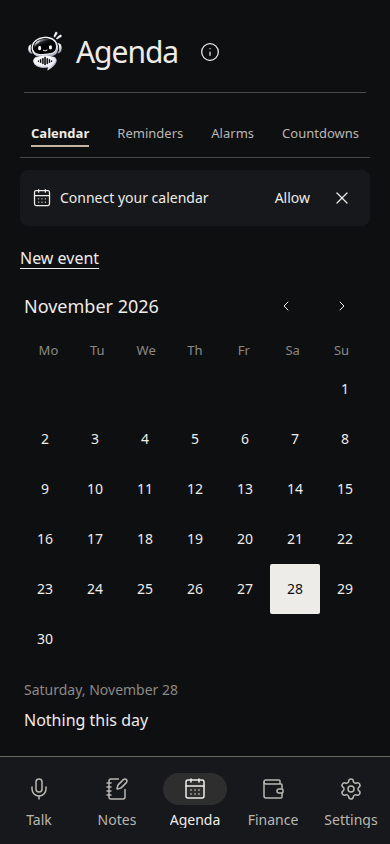 Agenda
Calendar Reminders Alarms Countdowns
Connect your calendar Allow
New event
November 2026
Mo Tu We Th Fr Sa Su
1
2 3 4 5 6 7 8
9 10 11 12 13 14 15
16 17 18 19 20 21 22
23 24 25 26 27 28 29
30
Saturday, November 28
Nothing this day
Talk Notes Agenda Finance Settings